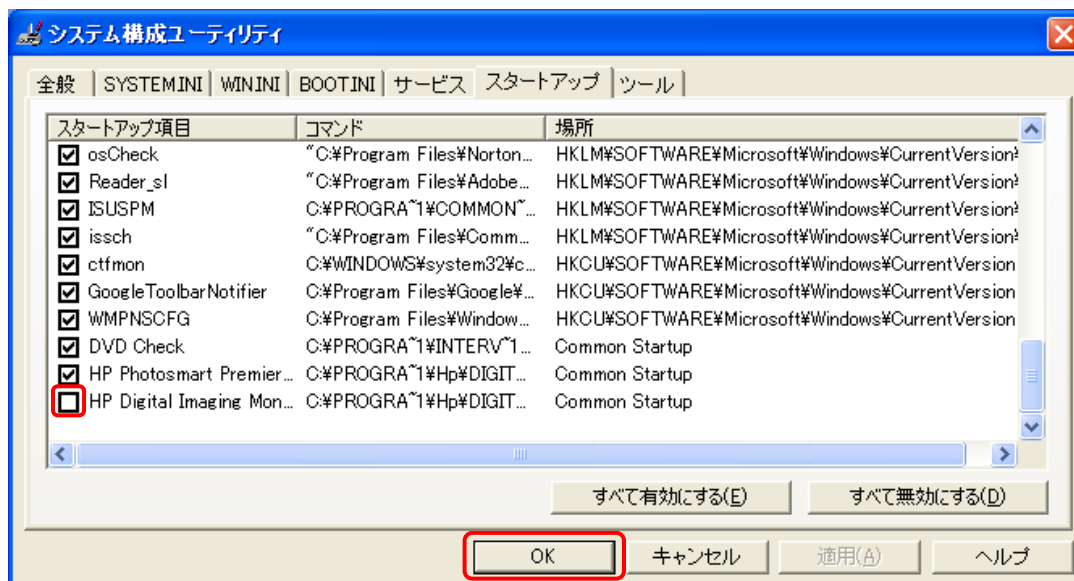 システム構成ユーティリティ
全般 SYSTEM.INI WIN.INI BOOT.INI サービス スタートアップ ツール
スタートアップ項目 コマンド 場所
osCheck "C:¥Program Files¥Norton... HKLM¥SOFTWARE¥Microsoft¥Windows¥CurrentVersion¥
Reader_sl "C:¥Program Files¥Adobe... HKLM¥SOFTWARE¥Microsoft¥Windows¥CurrentVersion¥
ISUSPM C:¥PROGRA~1¥COMMON~... HKLM¥SOFTWARE¥Microsoft¥Windows¥CurrentVersion¥
issch "C:¥Program Files¥Comm... HKLM¥SOFTWARE¥Microsoft¥Windows¥CurrentVersion¥
ctfmon C:¥WINDOWS¥system32¥c... HKCU¥SOFTWARE¥Microsoft¥Windows¥CurrentVersion
GoogleToolbarNotifier C:¥Program Files¥Google¥... HKCU¥SOFTWARE¥Microsoft¥Windows¥CurrentVersion
WMPNSCFG C:¥Program Files¥Window... HKCU¥SOFTWARE¥Microsoft¥Windows¥CurrentVersion
DVD Check C:¥PROGRA~1¥INTERV~1... Common Startup
HP Photosmart Premier... C:¥PROGRA~1¥Hp¥DIGIT... Common Startup
HP Digital Imaging Mon... C:¥PROGRA~1¥Hp¥DIGIT... Common Startup
すべて有効にする(E) すべて無効にする(D)
OK キャンセル 適用(A) ヘルプ